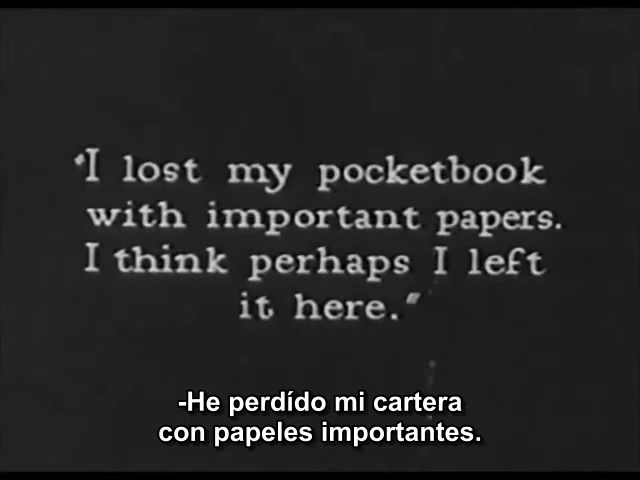 "I lost my pocketbook
with important papers.
I think perhaps I left
it here."
-He perdído mi cartera
con papeles importantes.